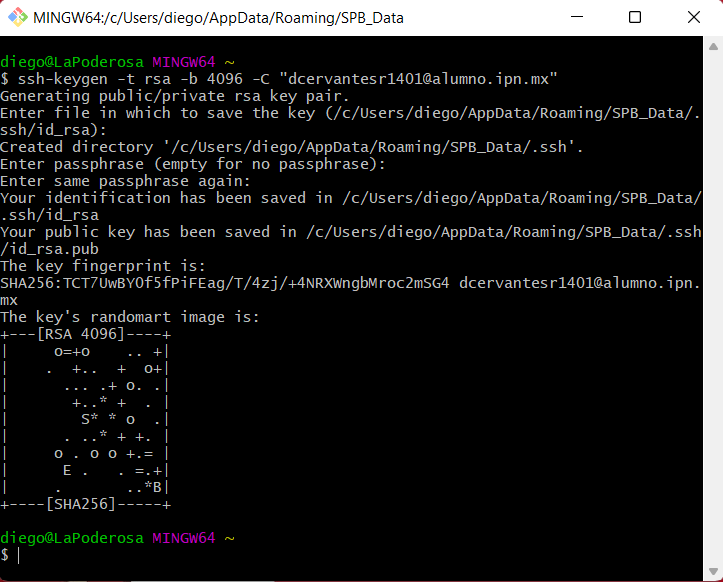 MINGW64:/c/Users/diego/AppData/Roaming/SPB_Data
diego@LaPoderosa MINGW64 ~
$ ssh-keygen -t rsa -b 4096 -C "dcervantesr1401@alumno.ipn.mx"
Generating public/private rsa key pair.
Enter file in which to save the key (/c/Users/diego/AppData/Roaming/SPB_Data/.
ssh/id_rsa):
Created directory '/c/Users/diego/AppData/Roaming/SPB_Data/.ssh'.
Enter passphrase (empty for no passphrase):
Enter same passphrase again:
Your identification has been saved in /c/Users/diego/AppData/Roaming/SPB_Data/
.ssh/id_rsa
Your public key has been saved in /c/Users/diego/AppData/Roaming/SPB_Data/.ssh
/id_rsa.pub
The key fingerprint is:
SHA256:TCT7UwBYOf5fPiFEag/T/4zj/+4NRXWngbMroc2mSG4 dcervantesr1401@alumno.ipn.
mx
The key's randomart image is:
+---[RSA 4096]----+
|     o=+o    .. +|
|    .  +..  +  o+|
|      ... .+ o. .|
|       +..* +  . |
|        S* * o  .|
|      . ..* + +. |
|     o . o o +.= |
|      E .   . =.+|
|     .       ..*B|
+----[SHA256]-----+
diego@LaPoderosa MINGW64 ~
$